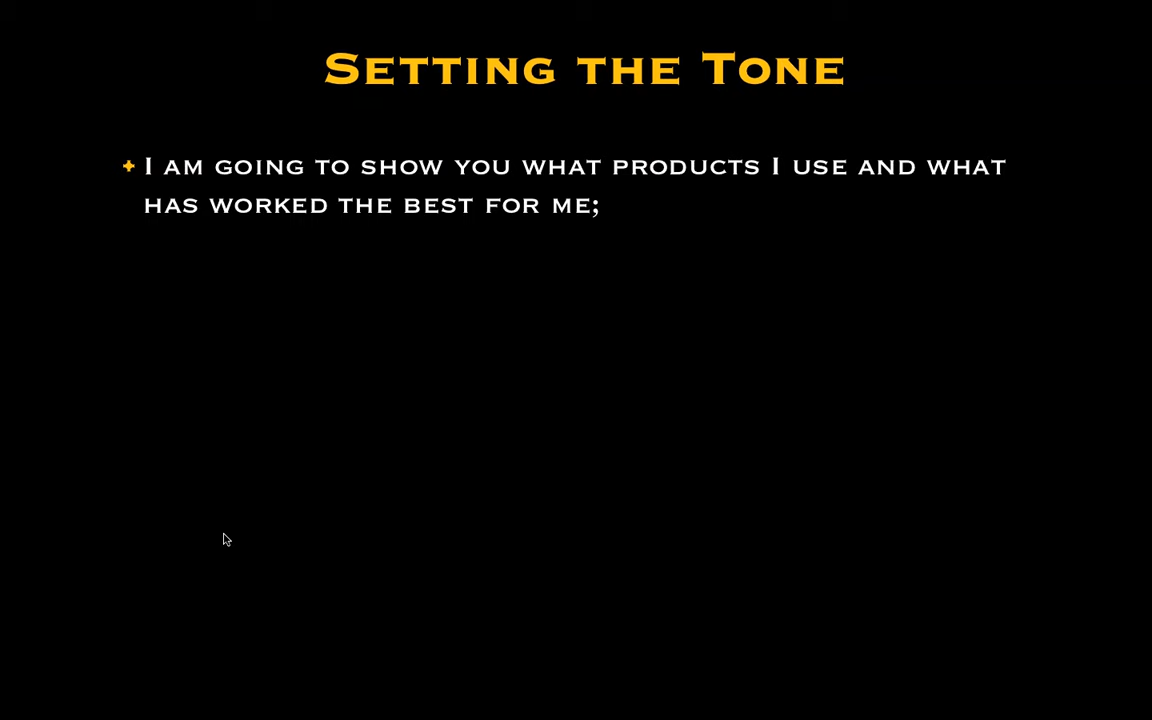 Setting the Tone
I am going to show you what products I use and what
has worked the best for me;